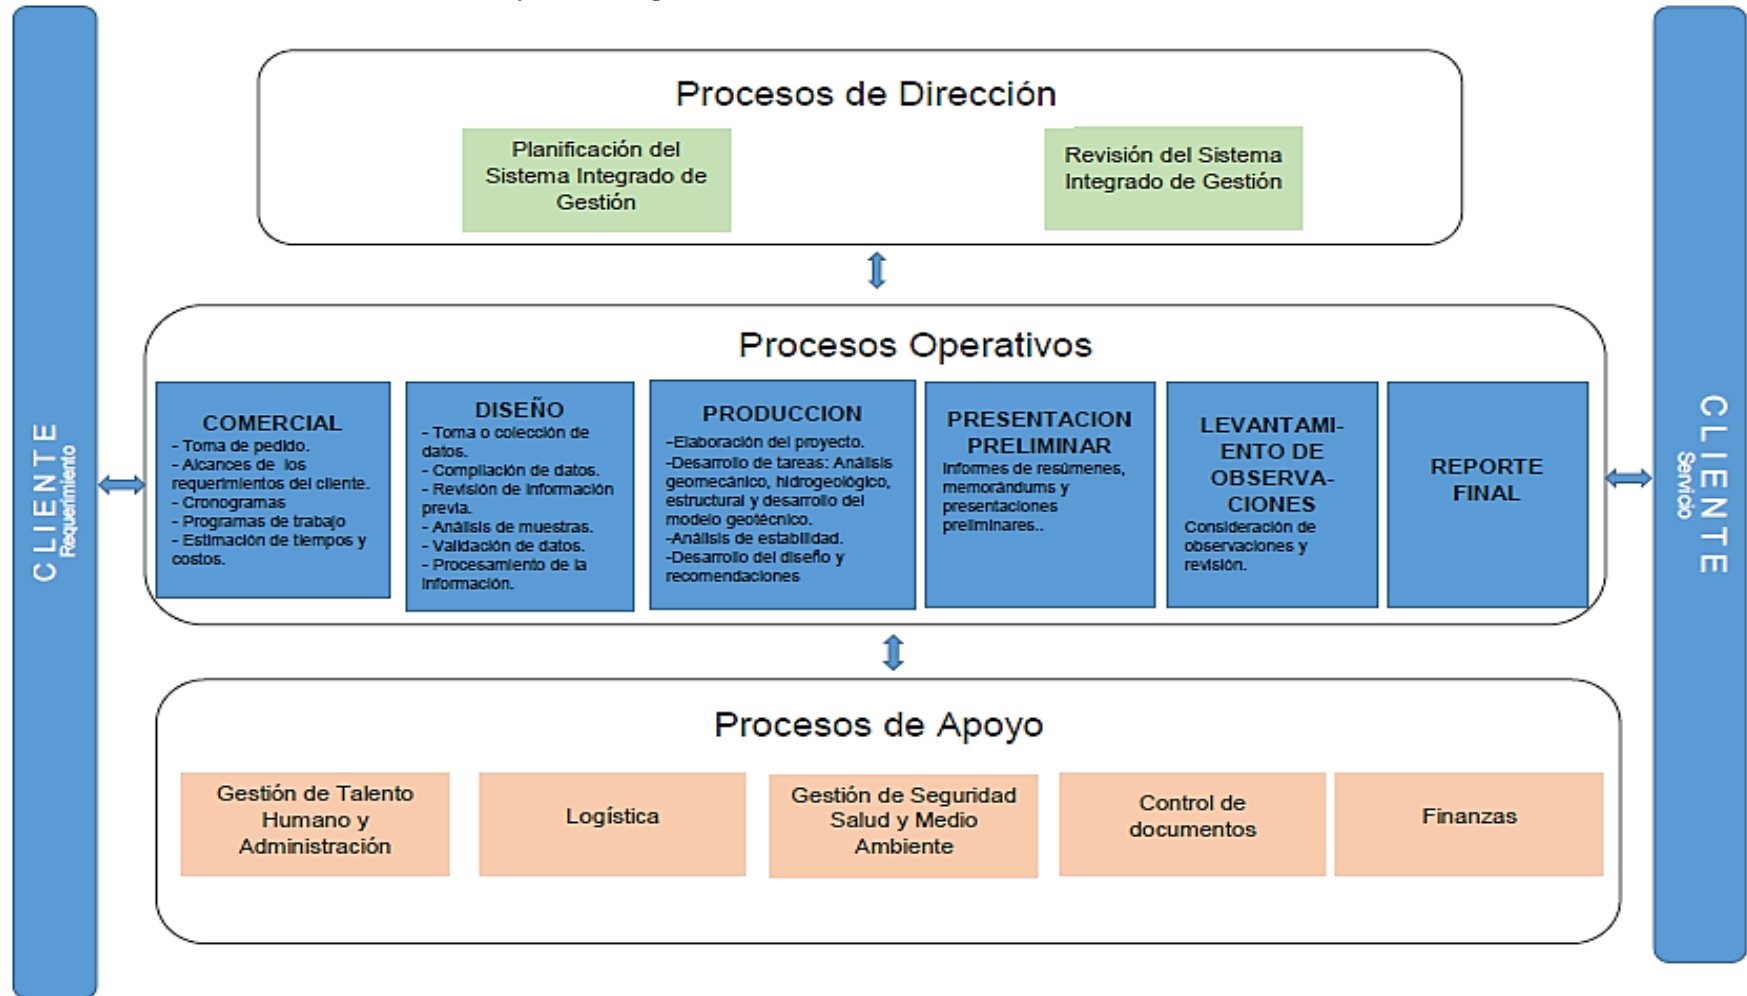 CLIENTE
Requerimiento
Procesos de Dirección
Planificación del
Sistema Integrado de
Gestión
Revisión del Sistema
Integrado de Gestión
Procesos Operativos
COMERCIAL
- Toma de pedido.
- Alcances de los
requerimientos del cliente.
- Cronogramas
- Programas de trabajo
- Estimación de tiempos y
costos.
DISEÑO
- Toma o colección de
datos.
- Compilación de datos.
- Revisión de información
previa.
- Análisis de muestras.
- Validación de datos.
- Procesamiento de la
información.
PRODUCCION
-Elaboración del proyecto.
-Desarrollo de tareas: Análisis
geomecánico, hidrogeológico,
estructural y desarrollo del
modelo geotécnico.
-Análisis de estabilidad.
-Desarrollo del diseño y
recomendaciones
PRESENTACION
PRELIMINAR
Informes de resúmenes,
memorándums y
presentaciones
preliminares..
LEVANTAMI-
ENTO DE
OBSERVA-
CIONES
Consideración de
observaciones y
revisión.
REPORTE
FINAL
Procesos de Apoyo
Gestión de Talento
Humano y
Administración
Logística
Gestión de Seguridad
Salud y Medio
Ambiente
Control de
documentos
Finanzas
CLIENTE
Servicio